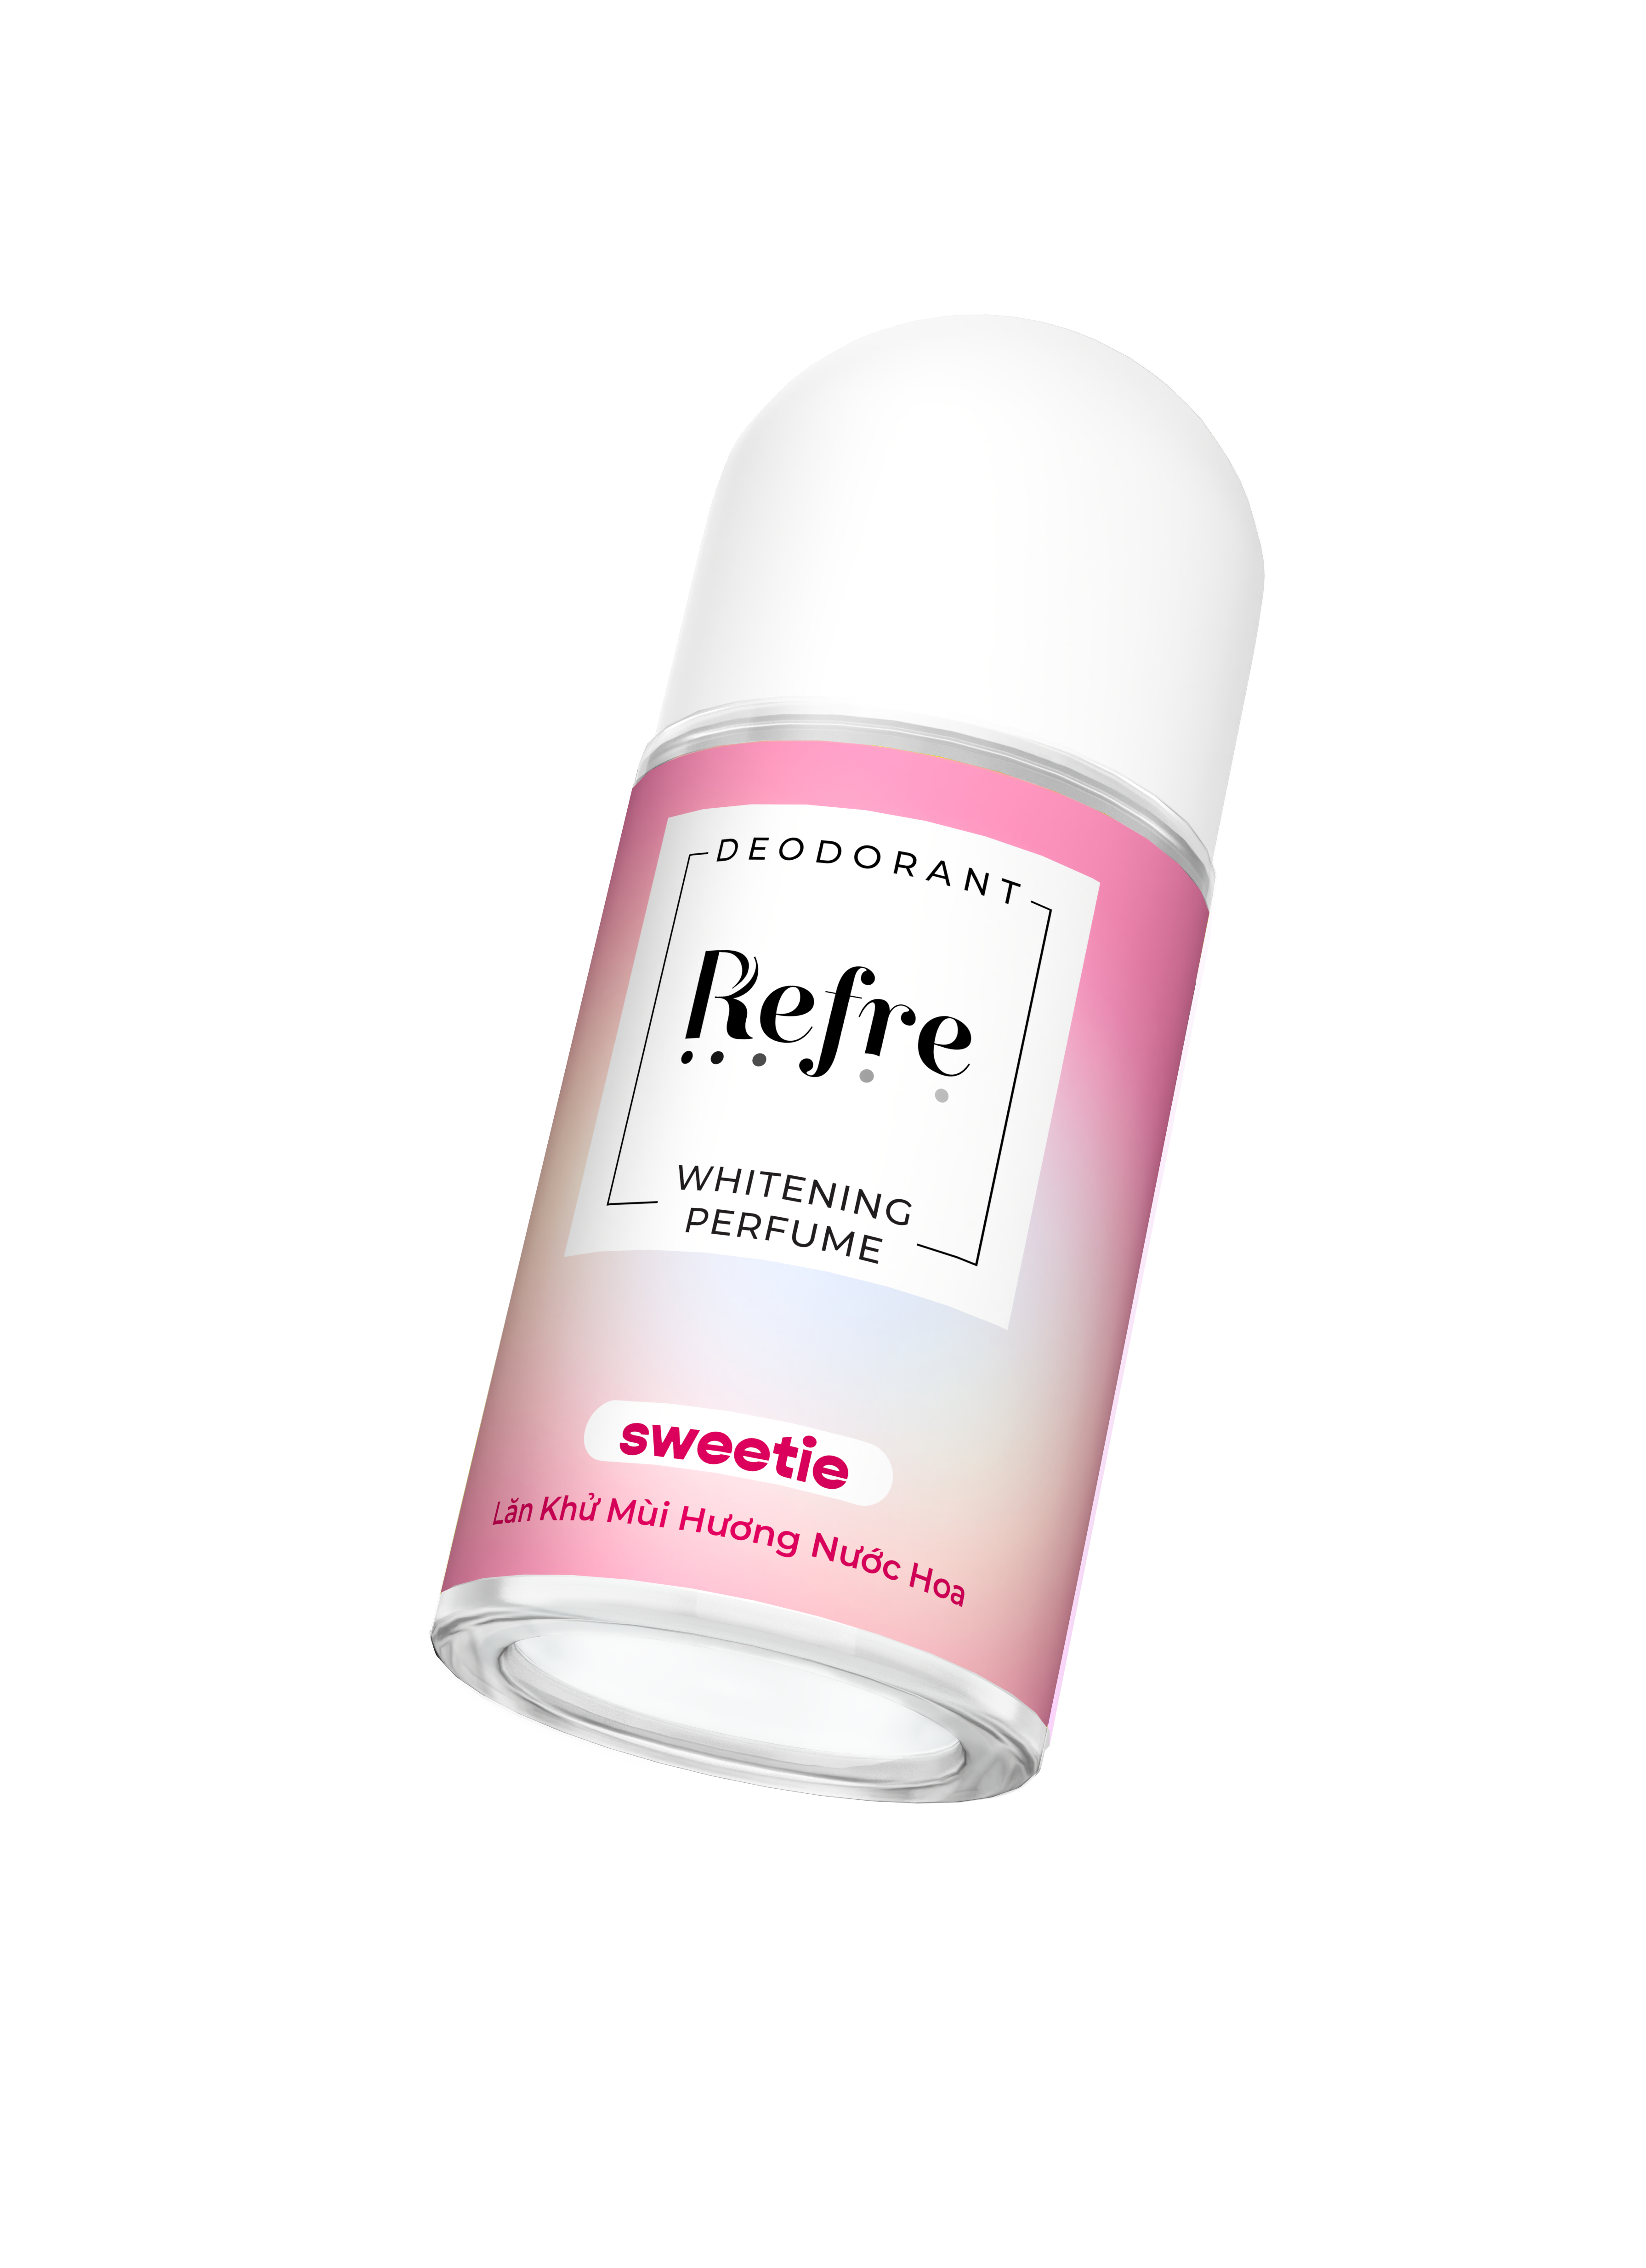 DEODORANT
Refre
WHITENING
PERFUME
sweetie
Lăn Khử Mùi Hương Nước Hoa